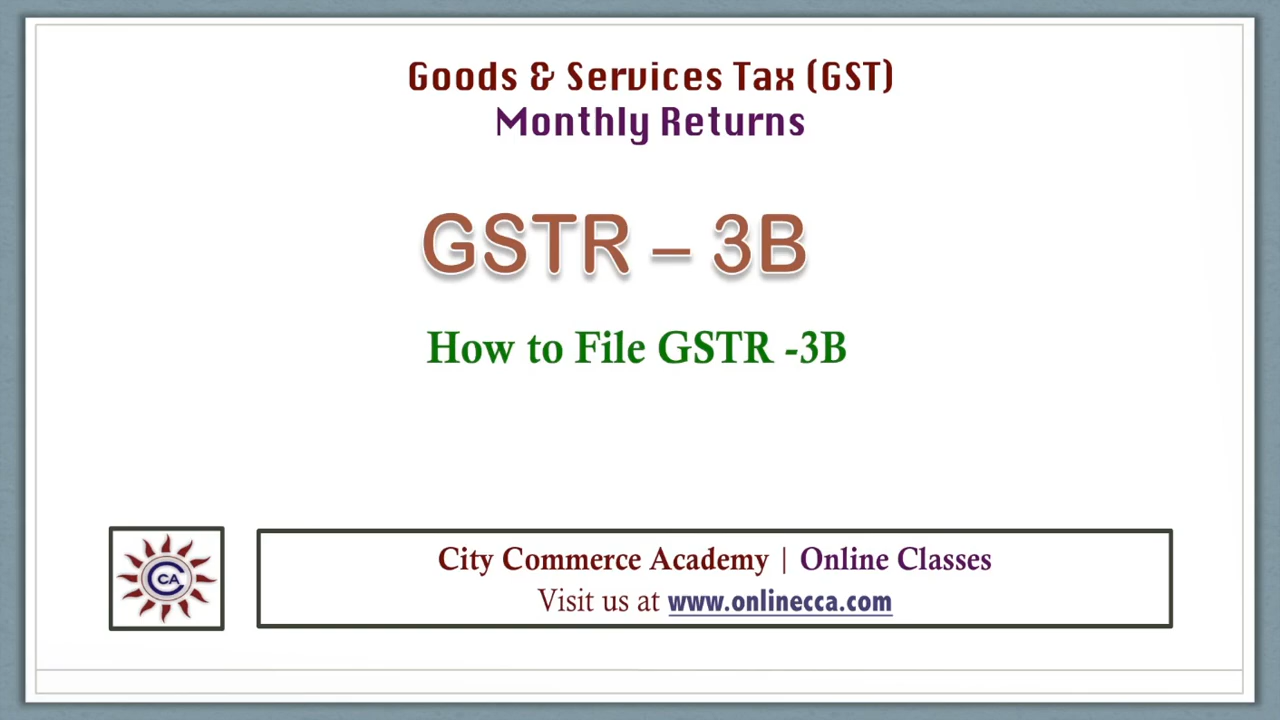 Goods & Services Tax (GST)
Monthly Returns
GSTR – 3B
How to File GSTR -3B
CA
City Commerce Academy | Online Classes
Visit us at www.onlinecca.com